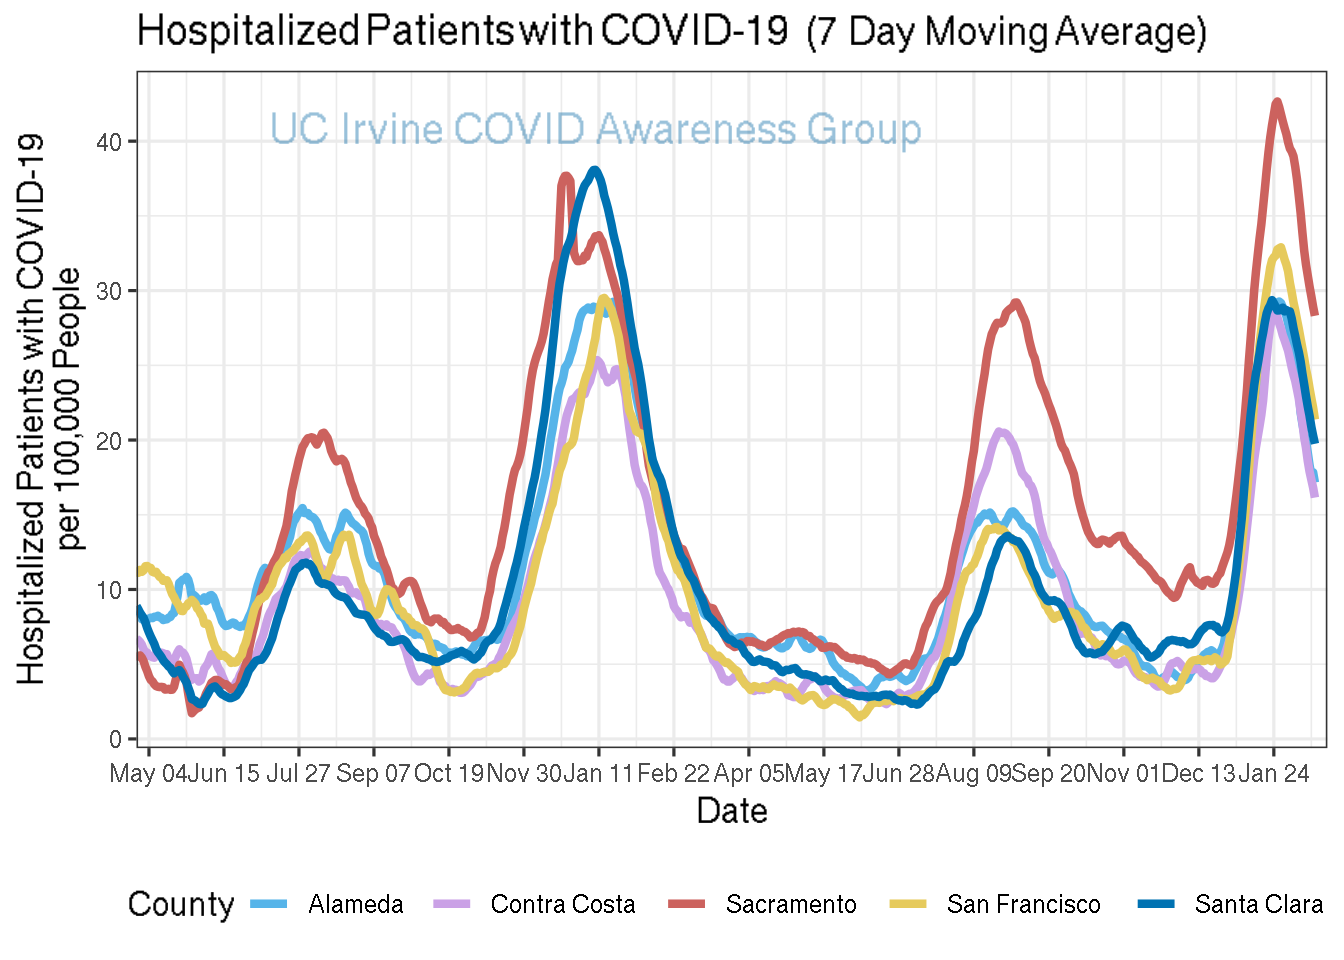 Hospitalized Patients with COVID-19 (7 Day Moving Average)
UC Irvine COVID Awareness Group
Hospitalized Patients with COVID-19
per 100,000 People
40
30
20
10
0
May 04 Jun 15 Jul 27 Sep 07 Oct 19 Nov 30 Jan 11 Feb 22 Apr 05 May 17 Jun 28 Aug 09 Sep 20 Nov 01 Dec 13 Jan 24
Date
County Alameda Contra Costa Sacramento San Francisco Santa Clara